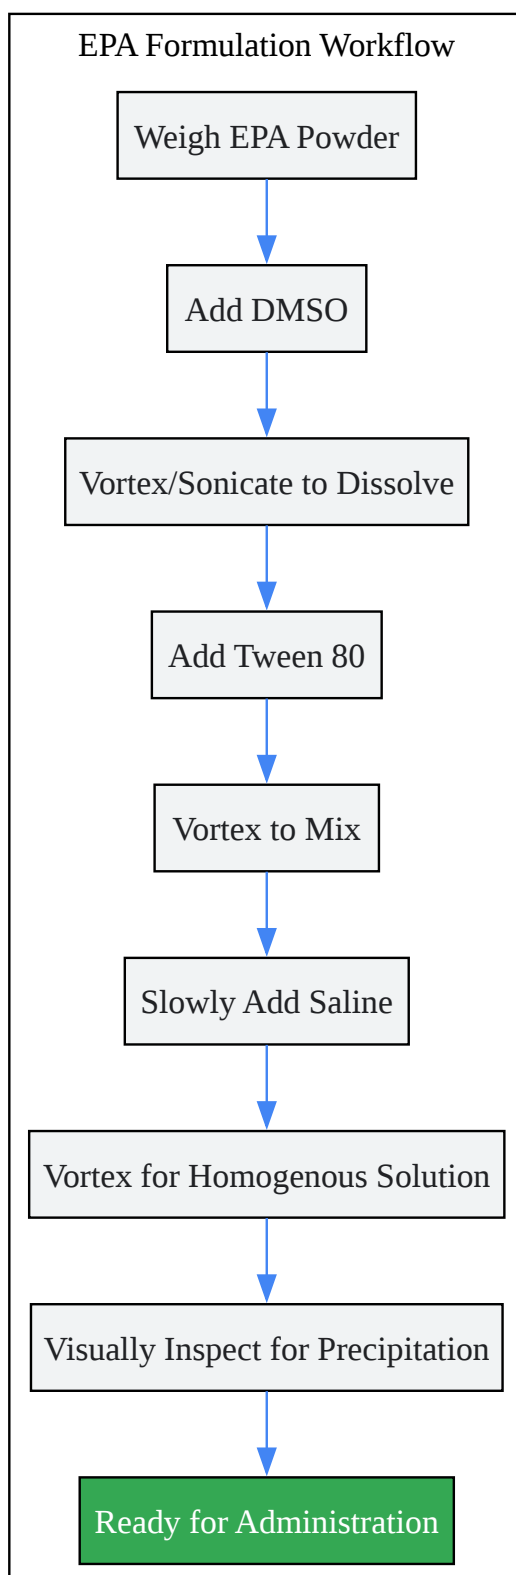 EPA Formulation Workflow
Weigh EPA Powder
Add DMSO
Vortex/Sonicate to Dissolve
Add Tween 80
Vortex to Mix
Slowly Add Saline
Vortex for Homogenous Solution
Visually Inspect for Precipitation
Ready for Administration